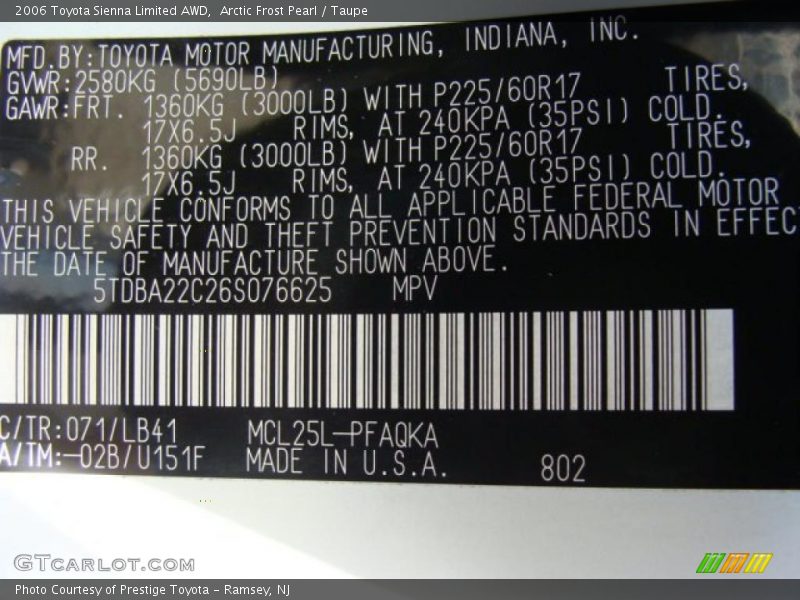 2006 Toyota Sienna Limited AWD,  Arctic Frost Pearl / Taupe
MFD.BY:TOYOTA MOTOR MANUFACTURING, INDIANA, INC.
GVWR:2580KG (5690LB)
GAWR:FRT. 1360KG (3000LB) WITH P225/60R17 TIRES,
17X6.5J RIMS, AT 240KPA (35PSI) COLD.
RR. 1360KG (3000LB) WITH P225/60R17 TIRES,
17X6.5J RIMS, AT 240KPA (35PSI) COLD.
THIS VEHICLE CONFORMS TO ALL APPLICABLE FEDERAL MOTOR
VEHICLE SAFETY AND THEFT PREVENTION STANDARDS IN EFFECT
THE DATE OF MANUFACTURE SHOWN ABOVE.
5TDBA22C26S076625 MPV
C/TR:071/LB41 MCL25L-PFAQKA
A/TM:-02B/U151F MADE IN U.S.A. 802
GTCARLOT.COM
Photo Courtesy of Prestige Toyota - Ramsey, NJ